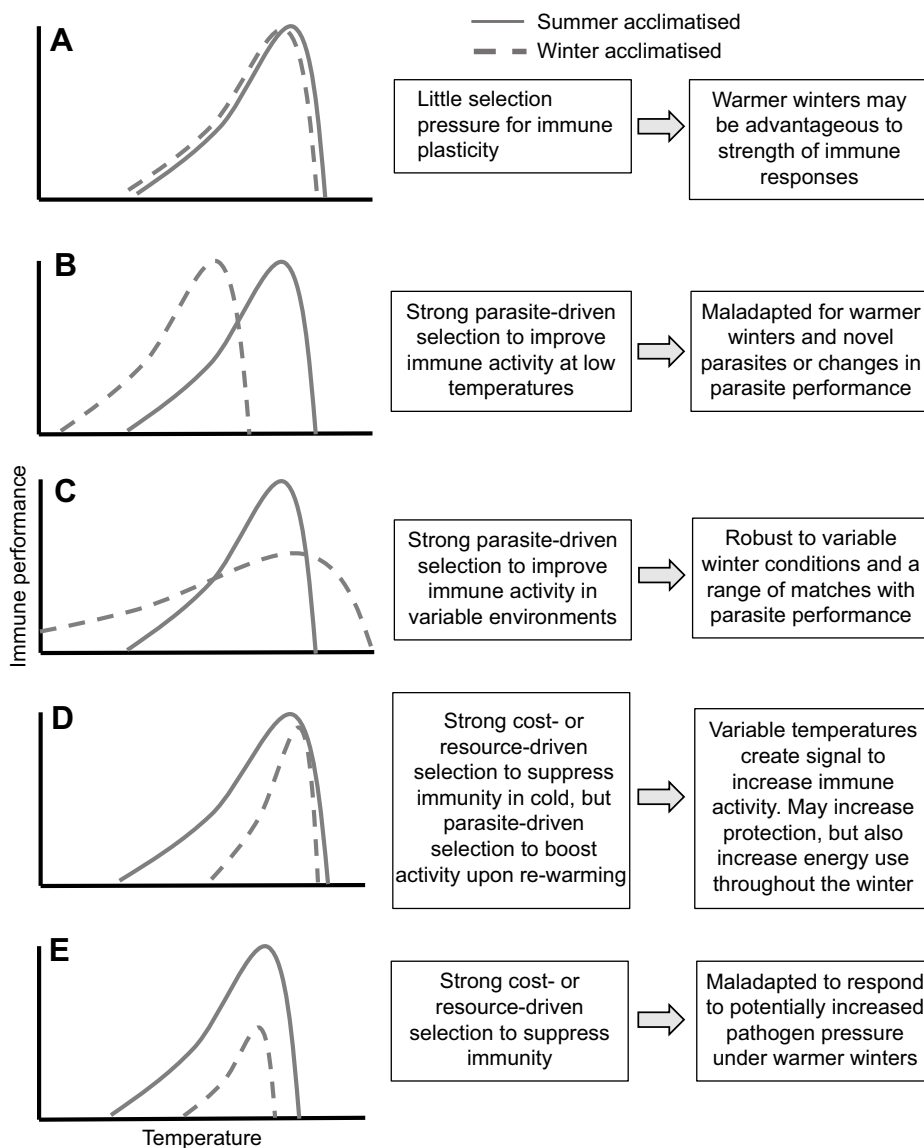 Summer acclimatised
Winter acclimatised
A
Little selection
pressure for immune
plasticity
Warmer winters may
be advantageous to
strength of immune
responses
B
Strong parasite-driven
selection to improve
immune activity at low
temperatures
Maladapted for warmer
winters and novel
parasites or changes in
parasite performance
C
Strong parasite-driven
selection to improve
immune activity in
variable environments
Robust to variable
winter conditions and a
range of matches with
parasite performance
Immune performance
D
Strong cost- or
resource-driven
selection to suppress
immunity in cold, but
parasite-driven
selection to boost
activity upon re-warming
Variable temperatures
create signal to
increase immune
activity. May increase
protection, but also
increase energy use
throughout the winter
E
Strong cost- or
resource-driven
selection to suppress
immunity
Maladapted to respond
to potentially increased
pathogen pressure
under warmer winters
Temperature